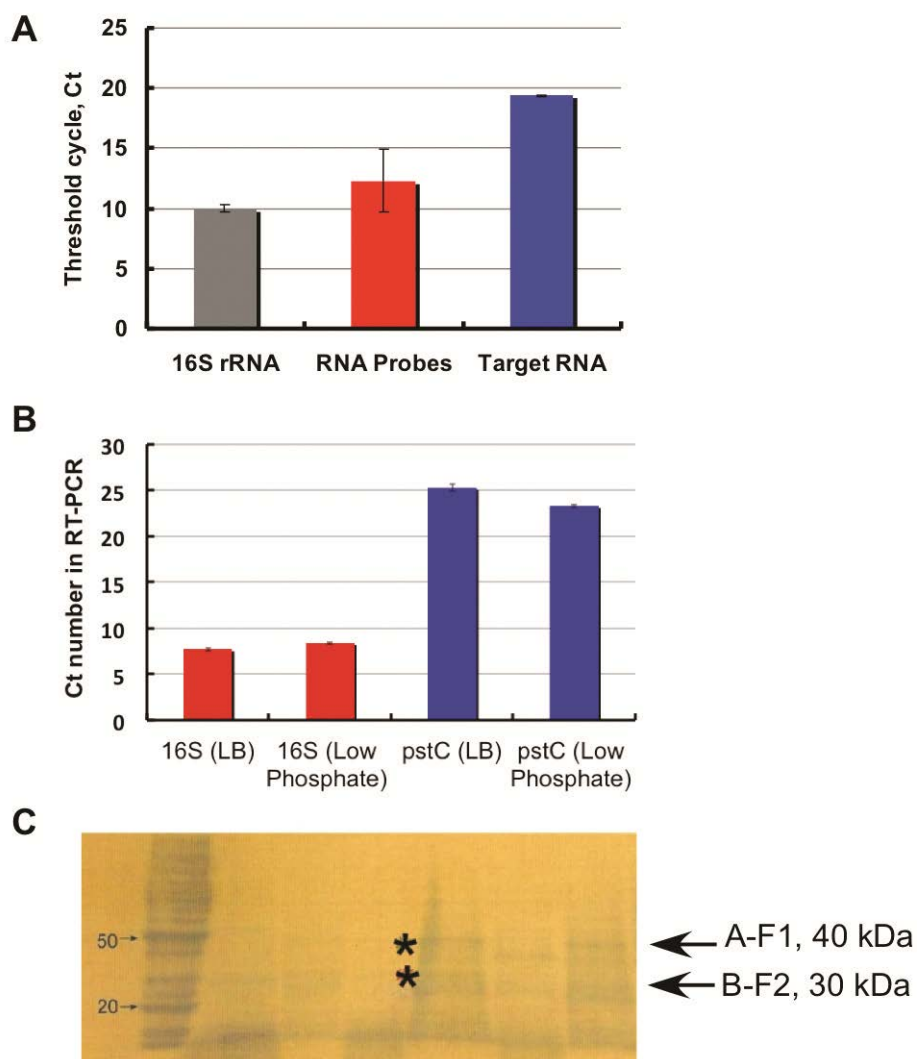 A
Threshold cycle, Ct
25
20
15
10
5
0
16S rRNA
RNA Probes
Target RNA
B
Ct number in RT-PCR
30
25
20
15
10
5
0
16S (LB)
16S (Low
Phosphate)
pstC (LB)
pstC (Low
Phosphate)
C
50
20
*
*
A-F1, 40 kDa
B-F2, 30 kDa